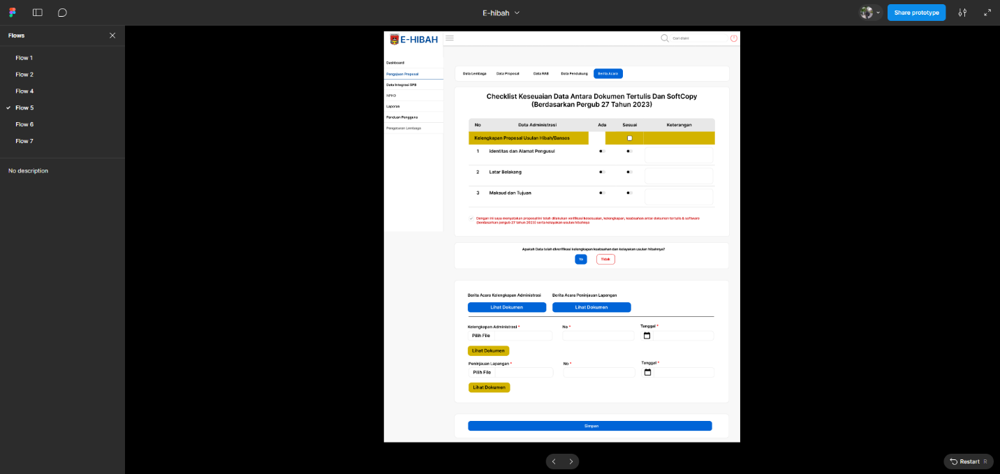 E-hibah
Share prototype
Flows
Flow 1
Flow 2
Flow 4
Flow 5
Flow 6
Flow 7
No description
E-HIBAH
Cari disini
Dashboard
Pengajuan Proposal
Data Integrasi SPB
NPHD
Laporan
Panduan Pengguna
Pengaturan Lembaga
Data Lembaga Data Proposal Data RAB Data Pendukung Berita Acara
Checklist Keseuaian Data Antara Dokumen Tertulis Dan SoftCopy
(Berdasarkan Pergub 27 Tahun 2023)
No Data Administrasi Ada Sesuai Keterangan
Kelengkapan Proposal Usulan Hibah/Bansos
1 Identitas dan Alamat Pengusul
2 Latar Belakang
3 Maksud dan Tujuan
Dengan ini saya menyatakan proposal ini telah dilakukan verifikasi kesesuaian, kelengkapan, keabsahan antar dokumen tertulis & software
(berdasarkan pergub 27 tahun 2023) serta kelayakan usulan hibahnya
Apakah Data telah diverifikasi kelengkapan keabsahan dan kelayakan usulan hibahnya?
Ya Tidak
Berita Acara Kelengkapan Administrasi Berita Acara Peninjauan Lapangan
Lihat Dokumen Lihat Dokumen
Kelengkapan Administrasi * No * Tanggal *
Pilih File
Lihat Dokumen
Peninjauan Lapangan * No * Tanggal *
Pilih File
Lihat Dokumen
Simpan
Restart R